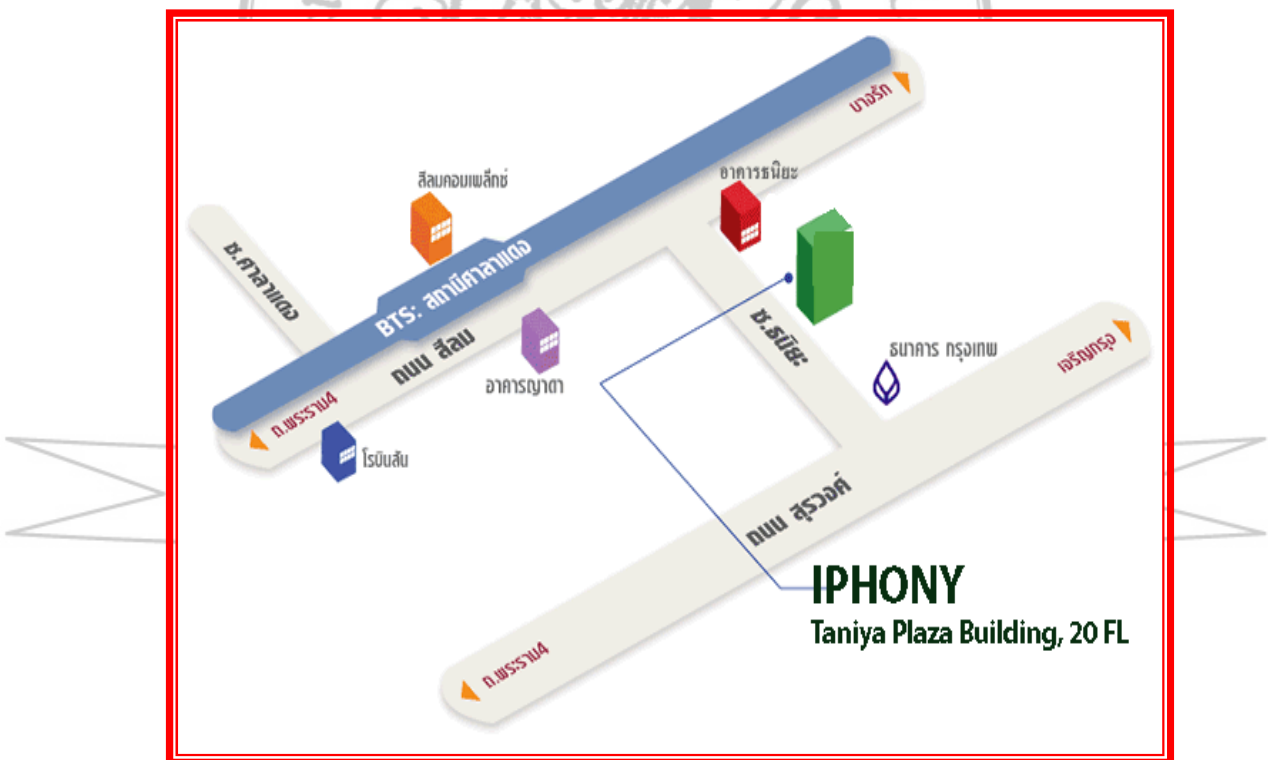 บางรัก
อาคารธนิยะ
สีลมคอมเพล็กซ์
ซ.ศาลาแดง
BTS: สถานีศาลาแดง
ถนน สีลม
ซ.ธนิยะ
ธนาคาร กรุงเทพ
เจริญกรุง
อาคารญาดา
ถ.พระราม4
โรบินสัน
ถนน สุรวงศ์
IPHONY
Taniya Plaza Building, 20 FL
ถ.พระราม4